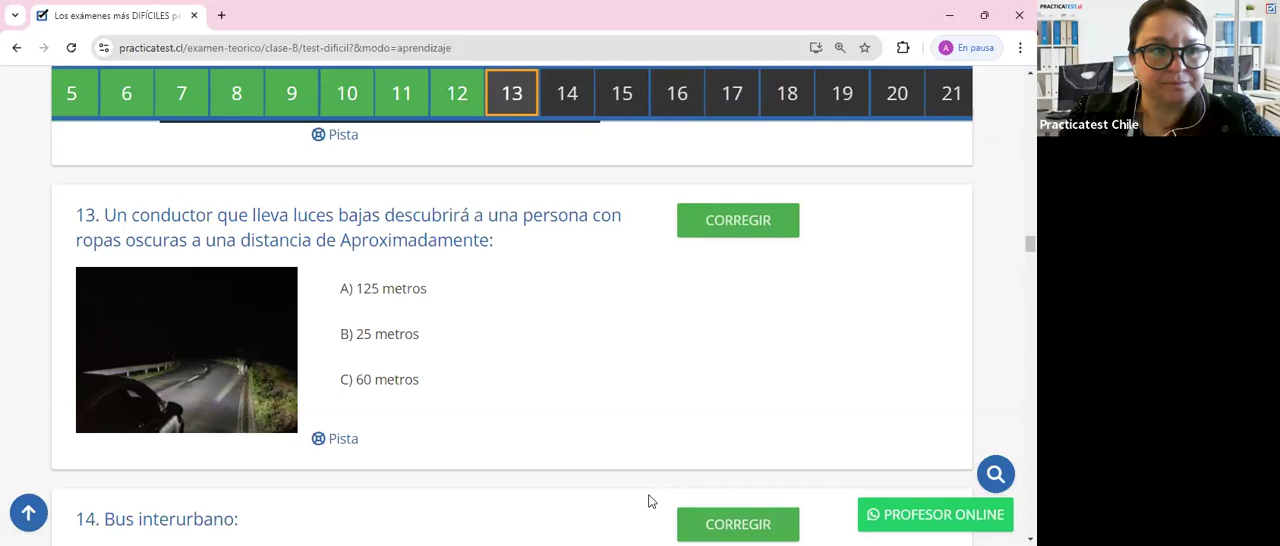 Los exámenes más DIFÍCILES pa
practicatest.cl/examen-teorico/clase-B/test-dificil?&modo=aprendizaje
A
En pausa
PRACTICATEST.cl
Practicatest Chile
5 6 7 8 9 10 11 12 13 14 15 16 17 18 19 20 21
Pista
13. Un conductor que lleva luces bajas descubrirá a una persona con
ropas oscuras a una distancia de Aproximadamente:
CORREGIR
A) 125 metros
B) 25 metros
C) 60 metros
Pista
14. Bus interurbano:
CORREGIR
PROFESOR ONLINE